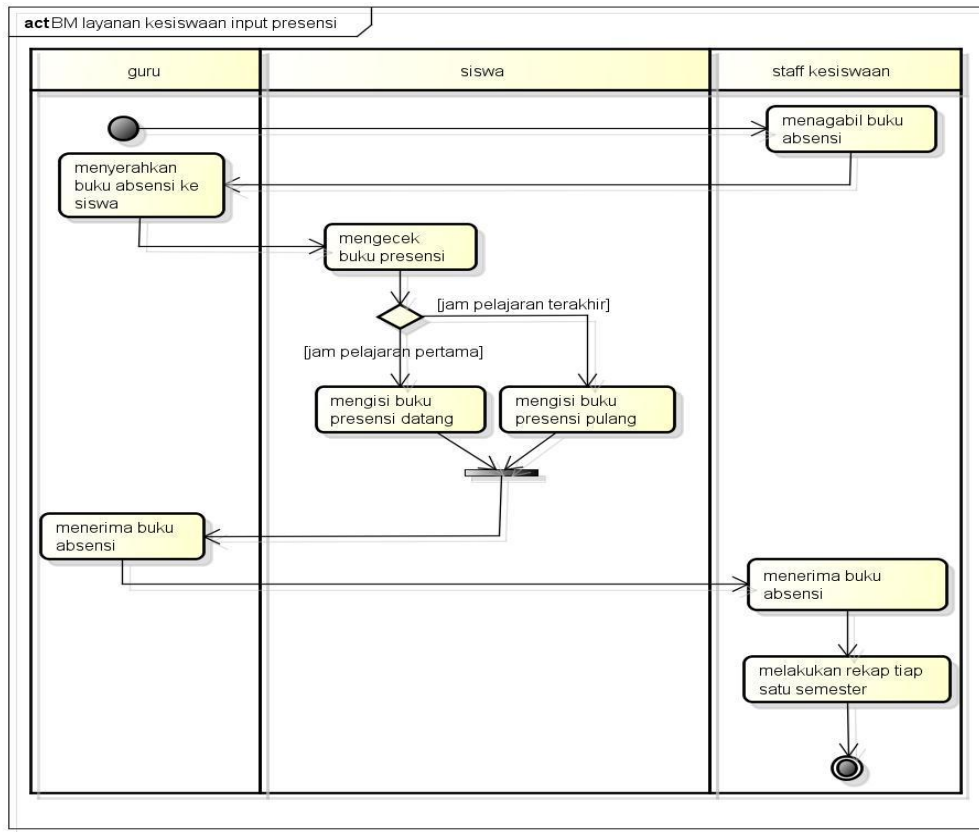 act BM layanan kesiswaan input presensi
guru
siswa
staff kesiswaan
menagabil buku
absensi
menyerahkan
buku absensi ke
siswa
mengecek
buku presensi
[jam pelajaran terakhir]
[jam pelajaran pertama]
mengisi buku
presensi datang
mengisi buku
presensi pulang
menerima buku
absensi
menerima buku
absensi
melakukan rekap tiap
satu semester